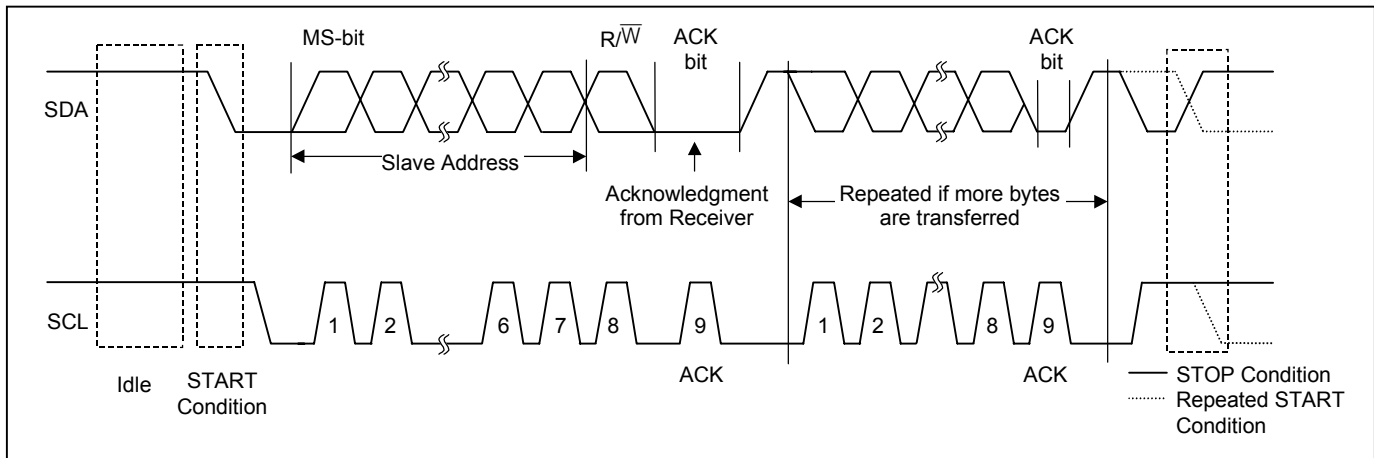 MS-bit
R/W̅
ACK
bit
ACK
bit
SDA
Slave Address
Acknowledgment
from Receiver
Repeated if more bytes
are transferred
SCL
1
2
6
7
8
9
1
2
8
9
Idle
START
Condition
ACK
ACK
STOP Condition
Repeated START
Condition